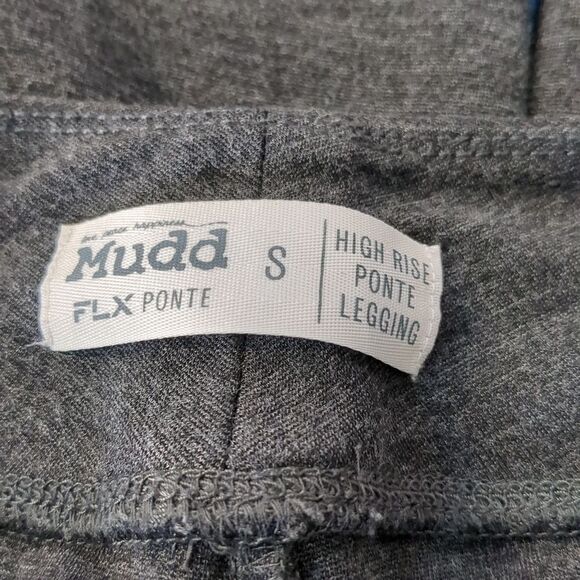 Mudd
FLX PONTE
S
HIGH RISE
PONTE
LEGGING